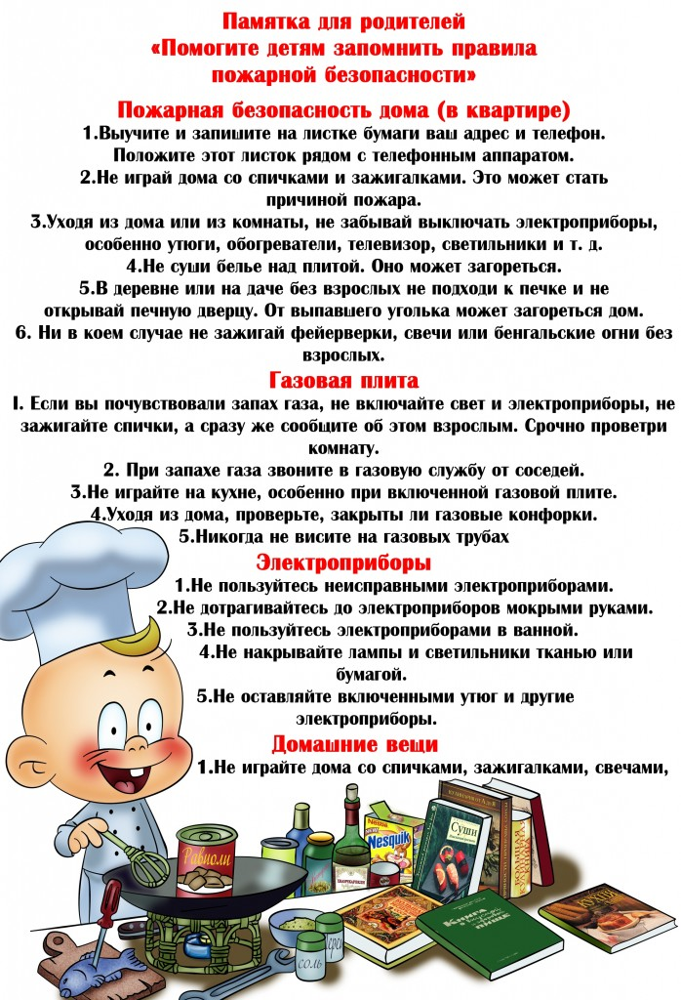 Памятка для родителей
«Помогите детям запомнить правила
пожарной безопасности»
Пожарная безопасность дома (в квартире)
1.Выучите и запишите на листке бумаги ваш адрес и телефон.
Положите этот листок рядом с телефонным аппаратом.
2.Не играй дома со спичками и зажигалками. Это может стать
причиной пожара.
3.Уходя из дома или из комнаты, не забывай выключать электроприборы,
особенно утюги, обогреватели, телевизор, светильники и т. д.
4.Не суши белье над плитой. Оно может загореться.
5.В деревне или на даче без взрослых не подходи к печке и не
открывай печную дверцу. От выпавшего уголька может загореться дом.
6. Ни в коем случае не зажигай фейерверки, свечи или бенгальские огни без
взрослых.
Газовая плита
I. Если вы почувствовали запах газа, не включайте свет и электроприборы, не
зажигайте спички, а сразу же сообщите об этом взрослым. Срочно проветри
комнату.
2. При запахе газа звоните в газовую службу от соседей.
3.Не играйте на кухне, особенно при включенной газовой плите.
4.Уходя из дома, проверьте, закрыты ли газовые конфорки.
5.Никогда не висите на газовых трубах
Электроприборы
1.Не пользуйтесь неисправными электроприборами.
2.Не дотрагивайтесь до электроприборов мокрыми руками.
3.Не пользуйтесь электроприборами в ванной.
4.Не накрывайте лампы и светильники тканью или
бумагой.
5.Не оставляйте включенными утюг и другие
электроприборы.
Домашние вещи
1.Не играйте дома со спичками, зажигалками, свечами,
Nestle
Nesquik
Суши
Равиоли
Книга
пище
соль